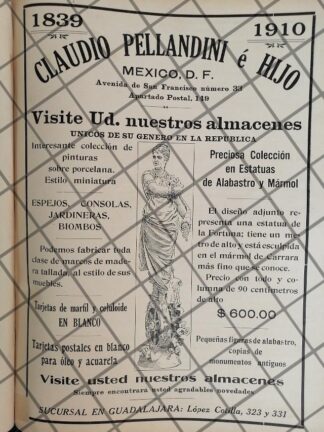 1839
1910
CLAUDIO PELLANDINI é HIJO
MEXICO, D. F.
Avenida de San Francisco número 33
Apartado Postal, 149
Visite Ud. nuestros almacenes
UNICOS DE SU GENERO EN LA REPUBLICA
Interesante colección de
pinturas
sobre porcelana.
Estilo miniatura
ESPEJOS, CONSOLAS,
JARDINERAS,
BIOMBOS
Podemos fabricar toda
clase de marcos de made-
ra tallada, al estilo de sus
muebles.
Tarjetas de marfil y celuloide
EN BLANCO
Tarjetas postales en blanco
para óleo y acuarela
Preciosa Colección
en Estatuas
de Alabastro y Mármol
El diseño adjunto re-
presenta una estatua de
la Fortuna; tiene un me-
tro de alto y está esculpida
en el mármol de Carrara
más fino que se conoce.
Precio con todo y co-
lumna de 90 centímetros
de alto
$ 600.00
Pequeñas figuras de alabastro,
copias de
monumentos antiguos
Visite usted nuestros almacenes
Siempre encontrará usted agradables novedades
SUCURSAL EN GUADALAJARA: López Cotilla, 323 y 331